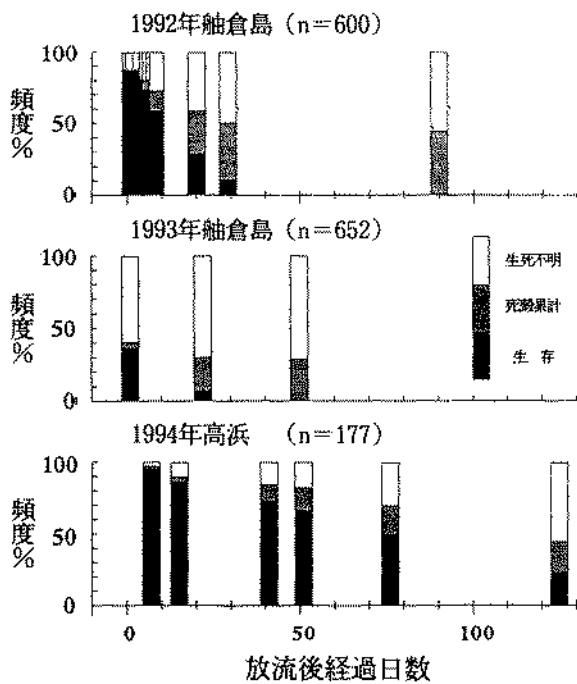 1992年舳倉島 (n=600)
100
50
0
頻度%
1993年舳倉島 (n=652)
100
50
0
頻度%
生死不明
死殻累計
生 存
1994年高浜 (n=177)
100
50
0
頻度%
0 50 100
放流後経過日数